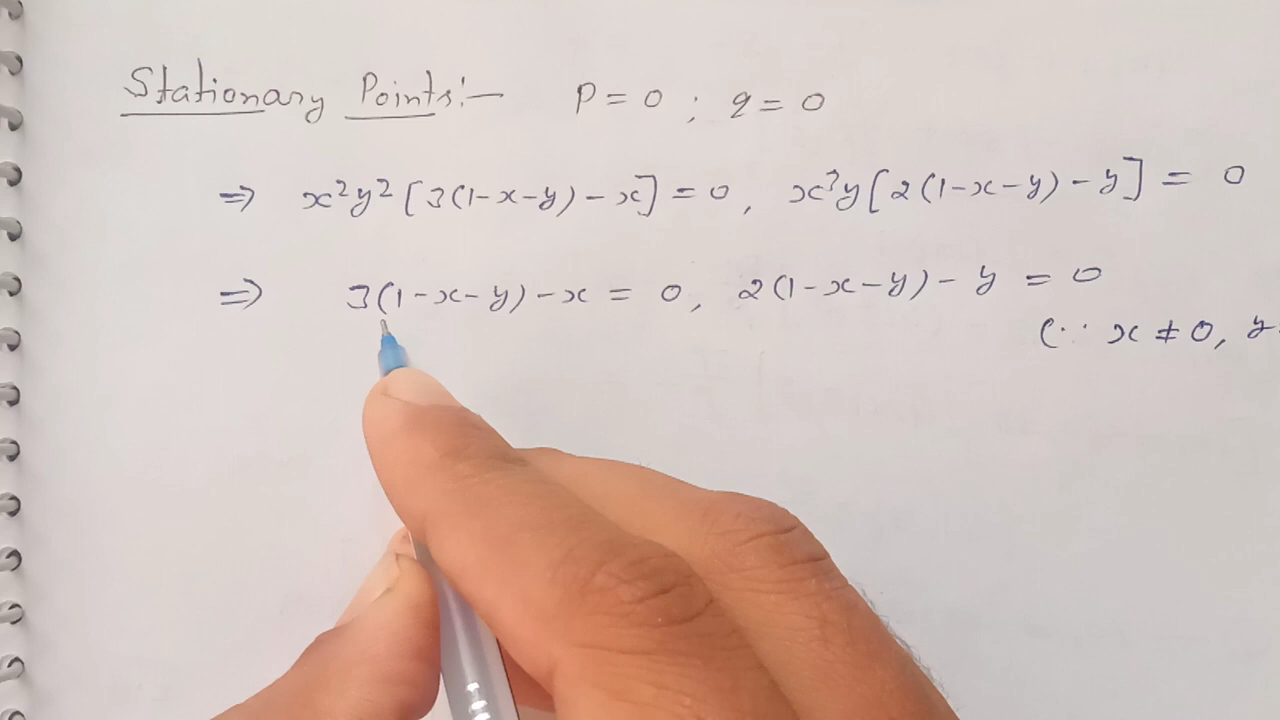 Stationary Points:- p = 0 ; q = 0
⇒ x²y² [3(1-x-y) - x] = 0, x³y [2(1-x-y) - y] = 0
⇒ 3(1-x-y) - x = 0, 2(1-x-y) - y = 0
(∵ x ≠ 0, y